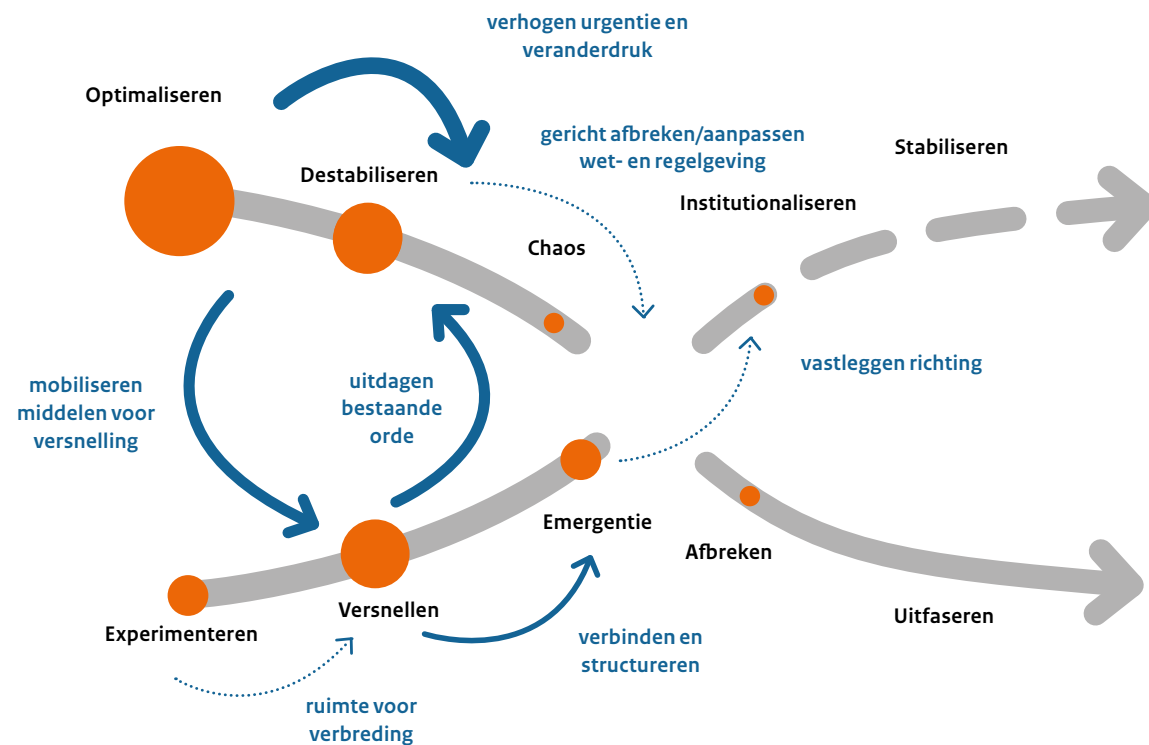 verhogen urgentie en
veranderdruk
Optimaliseren
gericht afbreken/aanpassen
wet- en regelgeving
Stabiliseren
Destabiliseren
Institutionaliseren
Chaos
vastleggen richting
mobiliseren
middelen voor
versnelling
uitdagen
bestaande
orde
Emergentie
Afbreken
Versnellen
Uitfaseren
Experimenteren
verbinden en
structureren
ruimte voor
verbreding